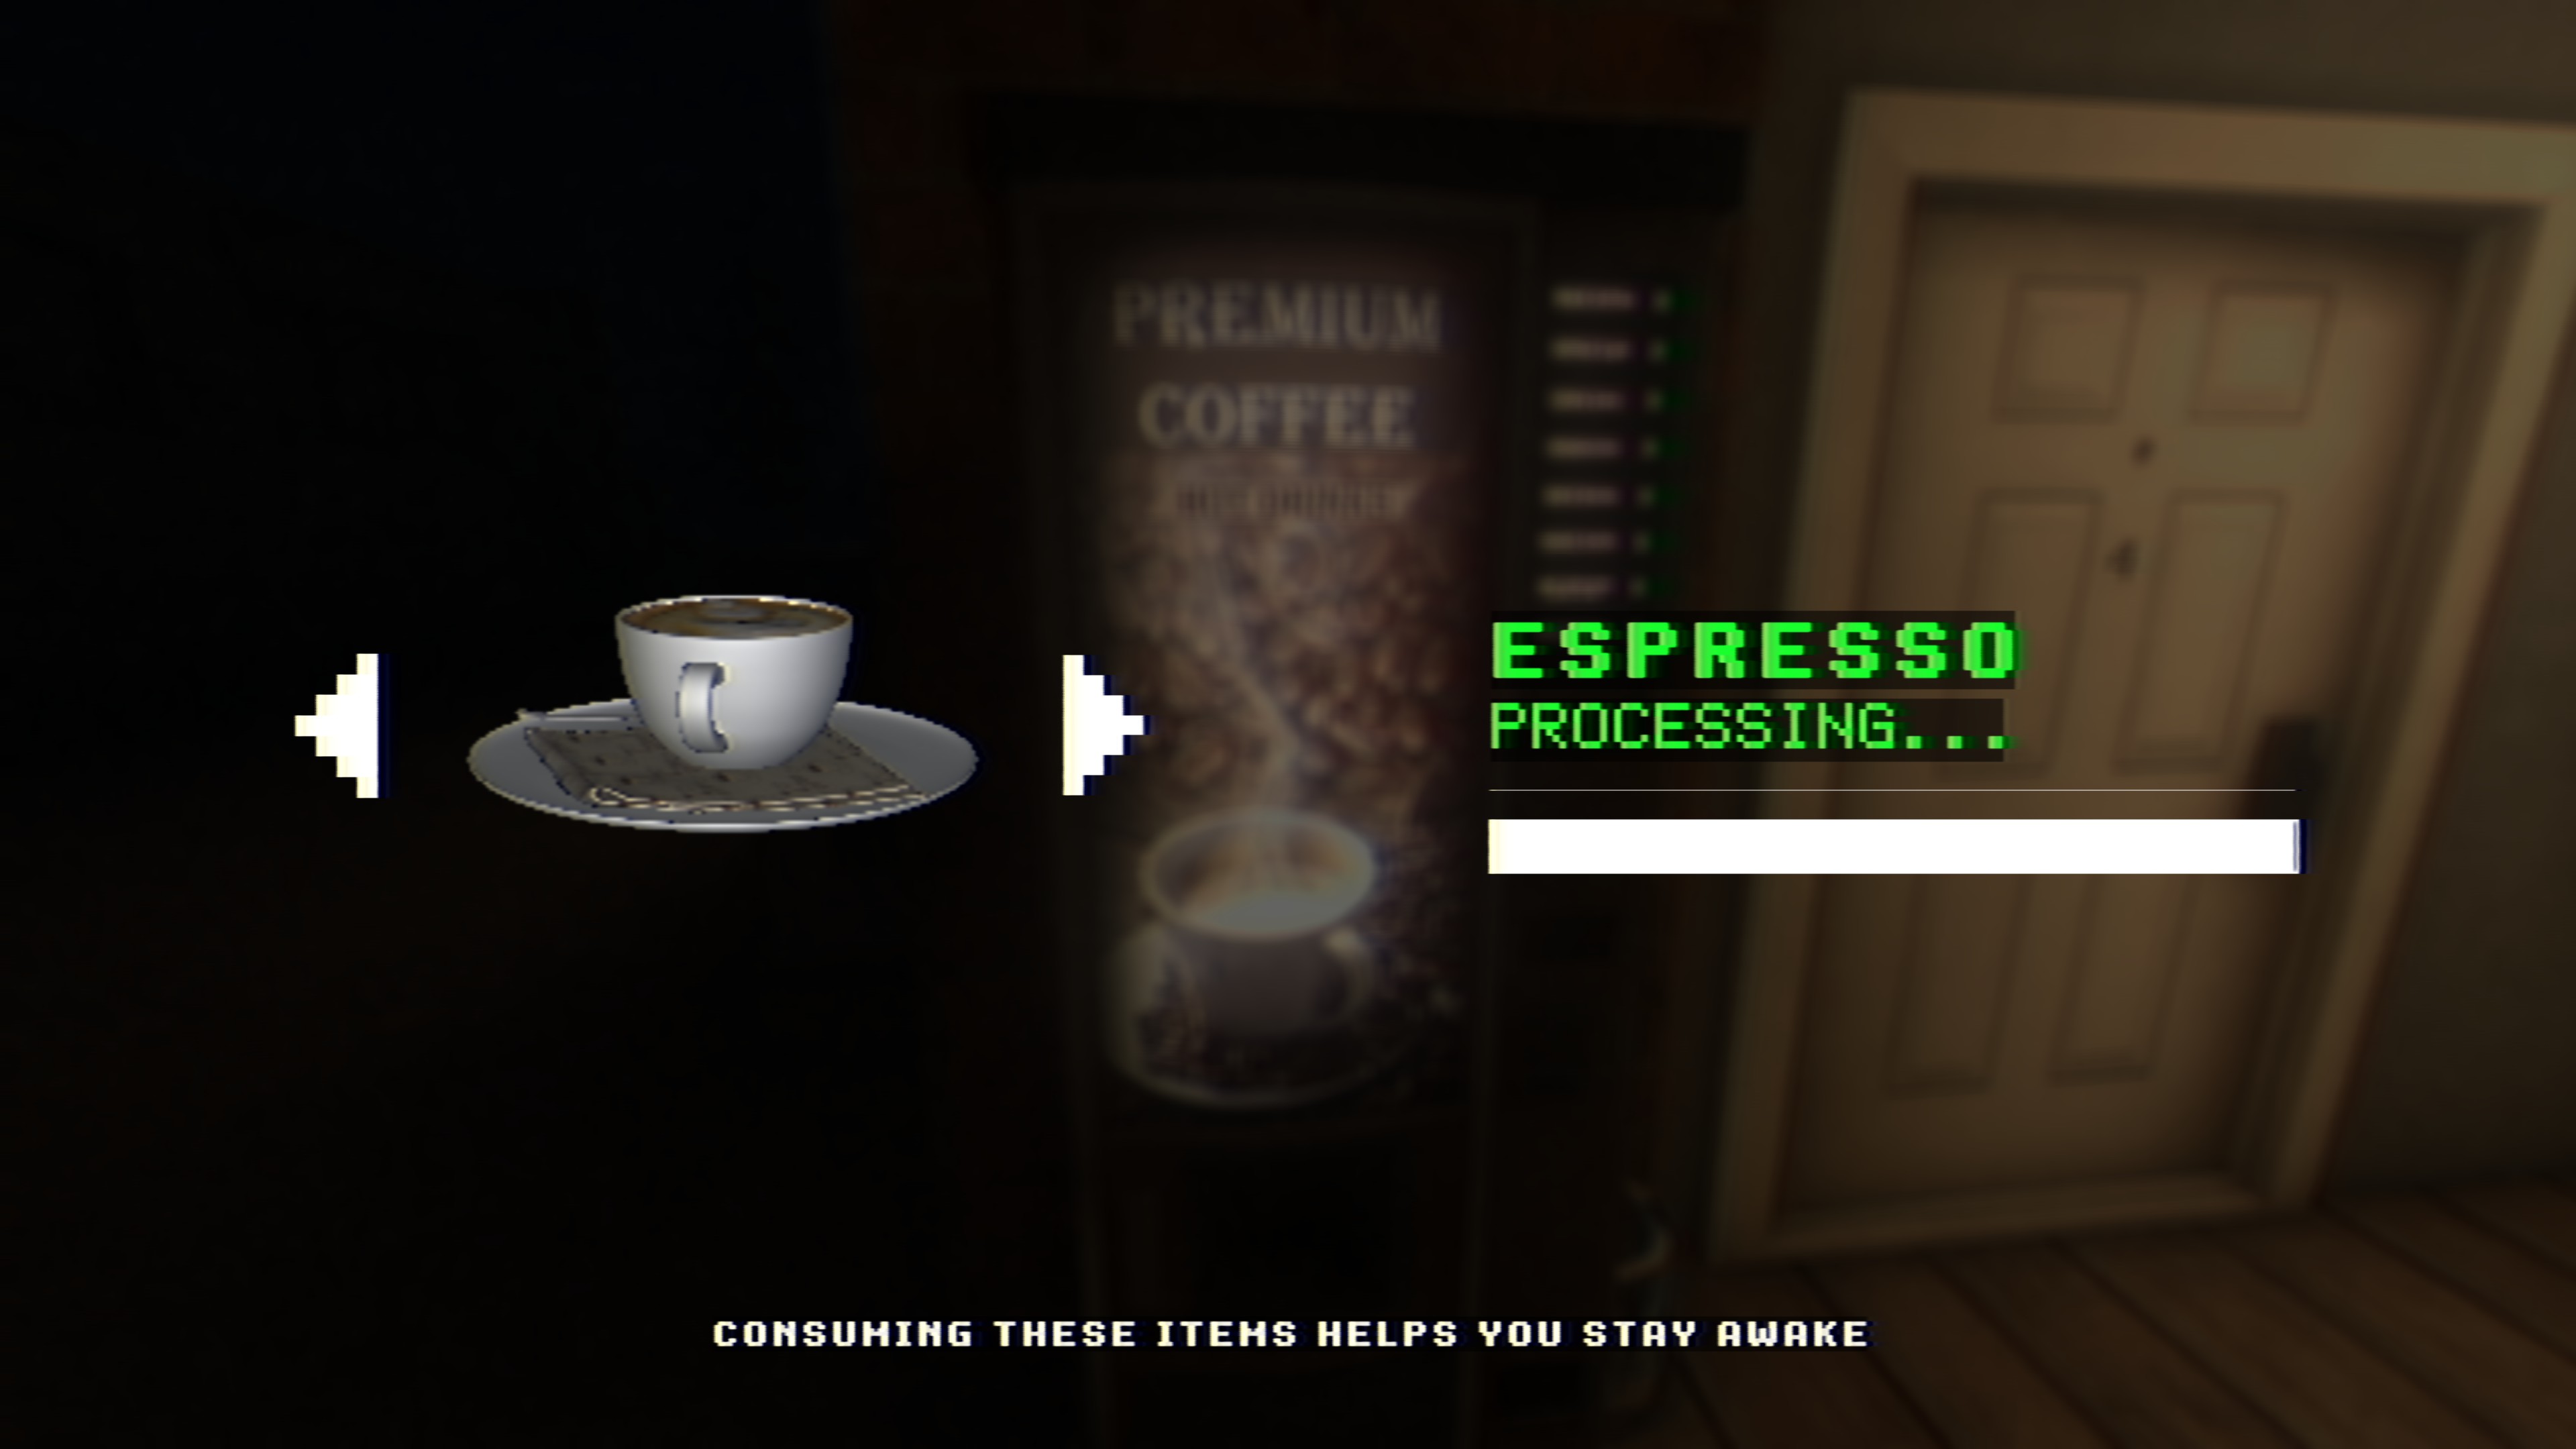 PREMIUM
COFFEE
ESPRESSO
PROCESSING...
CONSUMING THESE ITEMS HELPS YOU STAY AWAKE